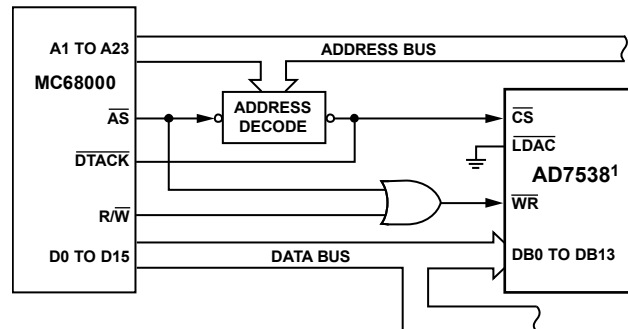 A1 TO A23
ADDRESS BUS
MC68000
AS
ADDRESS
DECODE
CS
DTACK
LDAC
AD7538¹
R/W
WR
D0 TO D15
DATA BUS
DB0 TO DB13